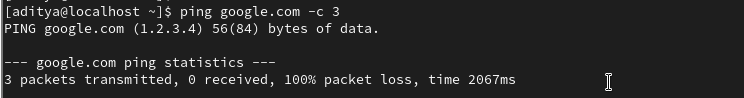 [aditya@localhost ~]$ ping google.com -c 3
PING google.com (1.2.3.4) 56(84) bytes of data.
--- google.com ping statistics ---
3 packets transmitted, 0 received, 100% packet loss, time 2067ms